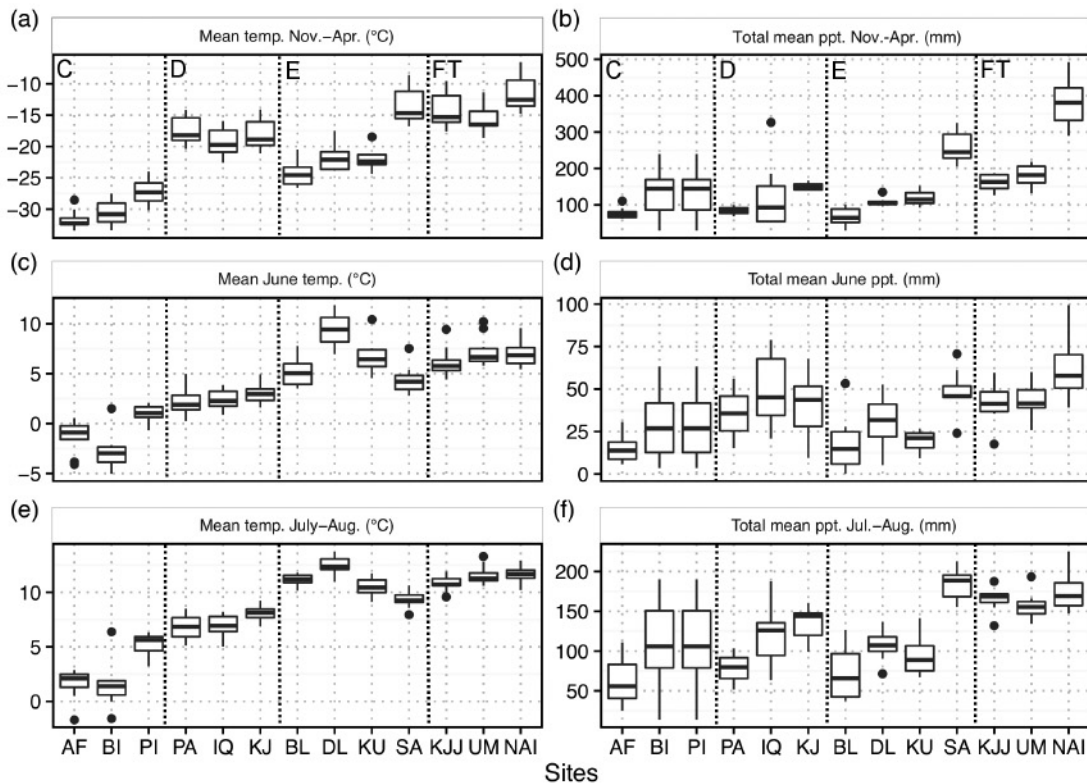 (a) (b)
Mean temp. Nov.–Apr. (°C) Total mean ppt. Nov.-Apr. (mm)
C D E FT C D E FT
−10
−15
−20
−25
−30
500
400
300
200
100
(c) (d)
Mean June temp. (°C) Total mean June ppt. (mm)
10
5
0
−5
100
75
50
25
0
(e) (f)
Mean temp. July–Aug. (°C) Total mean ppt. Jul.–Aug. (mm)
10
5
0
200
150
100
50
AF BI PI PA IQ KJ BL DL KU SA KJJ UM NAI AF BI PI PA IQ KJ BL DL KU SA KJJ UM NAI
Sites